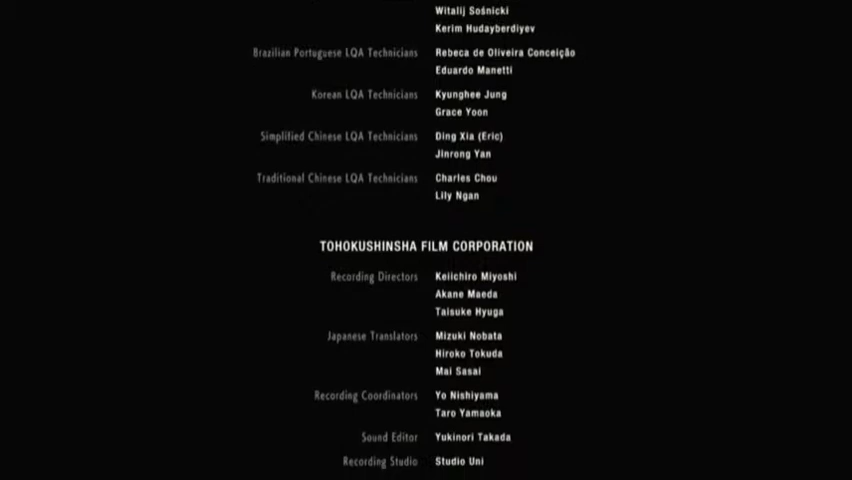 Witalij Sośnicki
Kerim Hudayberdiyev
Brazilian Portuguese LQA Technicians Rebeca de Oliveira Conceição
Eduardo Manetti
Korean LQA Technicians Kyunghee Jung
Grace Yoon
Simplified Chinese LQA Technicians Ding Xia (Eric)
Jinrong Yan
Traditional Chinese LQA Technicians Charles Chou
Lily Ngan
TOHOKUSHINSHA FILM CORPORATION
Recording Directors Keiichiro Miyoshi
Akane Maeda
Taisuke Hyuga
Japanese Translators Mizuki Nobata
Hiroko Tokuda
Mai Sasai
Recording Coordinators Yo Nishiyama
Taro Yamaoka
Sound Editor Yukinori Takada
Recording Studio Studio Uni